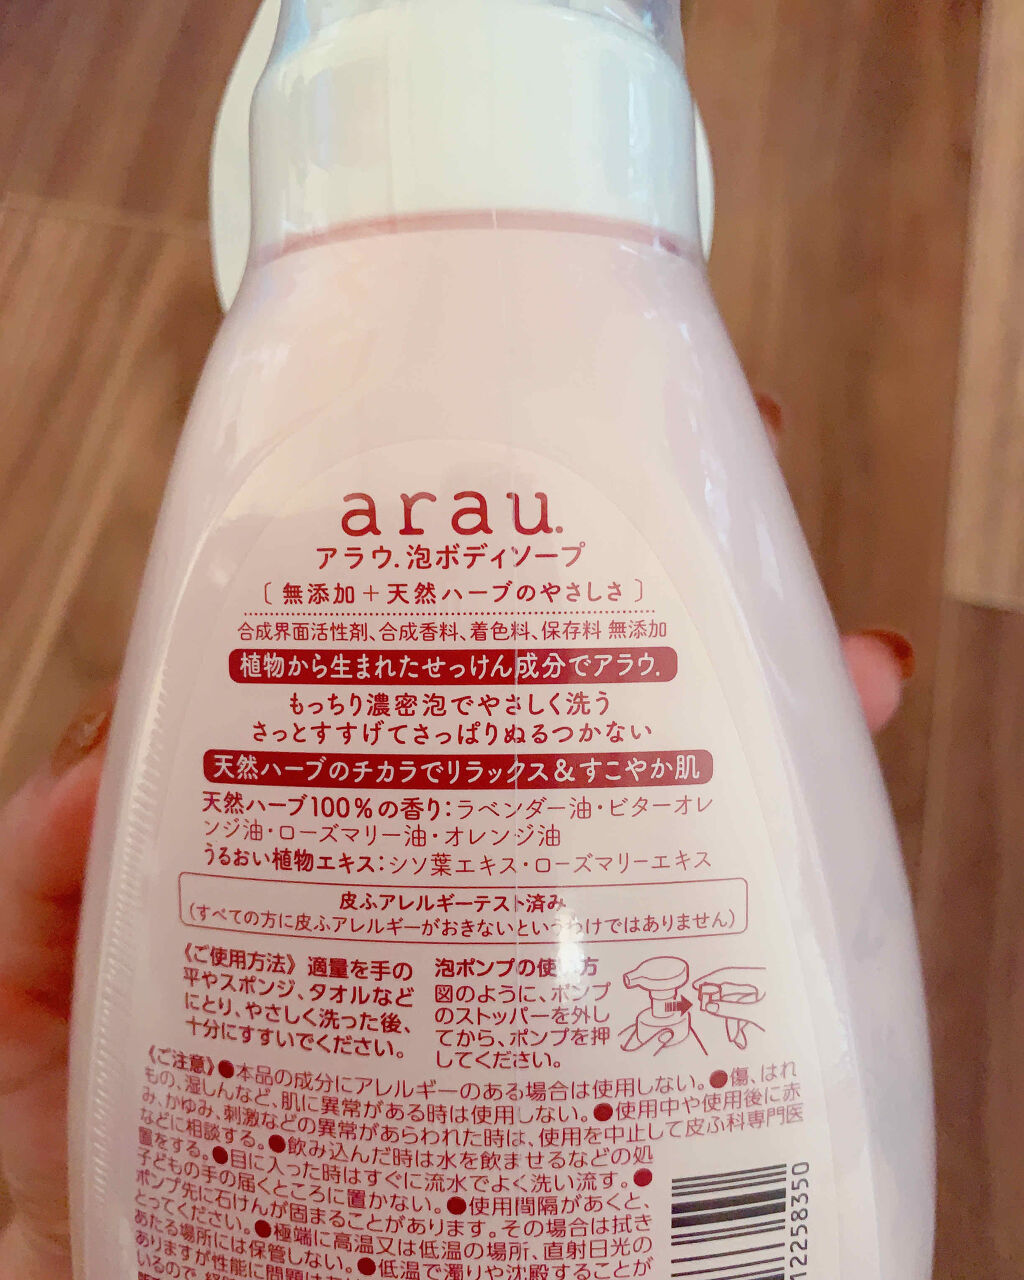 arau.
アラウ.泡ボディソープ
〔 無添加+天然ハーブのやさしさ 〕
合成界面活性剤、合成香料、着色料、保存料 無添加
植物から生まれたせっけん成分でアラウ.
もっちり濃密泡でやさしく洗う
さっとすすげてさっぱりぬるつかない
天然ハーブのチカラでリラックス&すこやか肌
天然ハーブ100%の香り:ラベンダー油・ビターオレ
ンジ油・ローズマリー油・オレンジ油
うるおい植物エキス:シソ葉エキス・ローズマリーエキス
皮ふアレルギーテスト済み
(すべての方に皮ふアレルギーがおきないというわけではありません)
《ご使用方法》 適量を手の
平やスポンジ、タオルなど
にとり、やさしく洗った後、
十分にすすいでください。
泡ポンプの使い方
図のように、ポンプ
のストッパーを外し
てから、ポンプを押
してください。
《ご注意》●本品の成分にアレルギーのある場合は使用しない。●傷、はれ
もの、湿しんなど、肌に異常がある時は使用しない。●使用中や使用後に赤
み、かゆみ、刺激などの異常があらわれた時は、使用を中止して皮ふ科専門医
などに相談する。●飲み込んだ時は水を飲ませるなどの処
置をする。●目に入った時はすぐに流水でよく洗い流す。●
子どもの手の届くところに置かない。●使用間隔があくと、
ポンプ先に石けんが固まることがあります。その場合は拭き
とってください。●極端に高温又は低温の場所、直射日光の
あたる場所には保管しない。●低温で濁りや沈殿することが
ありますが性能に問題は
いるので、
12258350